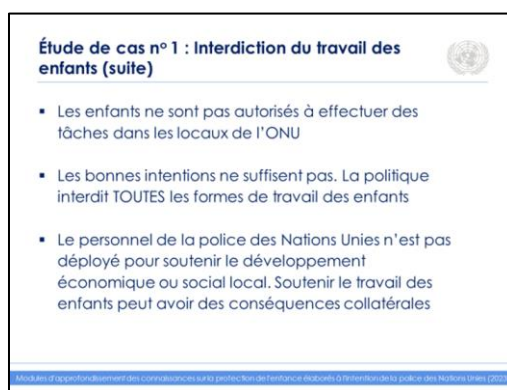 Étude de cas nº 1 : Interdiction du travail des
enfants (suite)
▪ Les enfants ne sont pas autorisés à effectuer des
tâches dans les locaux de l’ONU
▪ Les bonnes intentions ne suffisent pas. La politique
interdit TOUTES les formes de travail des enfants
▪ Le personnel de la police des Nations Unies n’est pas
déployé pour soutenir le développement
économique ou social local. Soutenir le travail des
enfants peut avoir des conséquences collatérales
Modules d’approfondissement des connaissances sur la protection de l’enfance élaborés à l’intention de la police des Nations Unies (2023